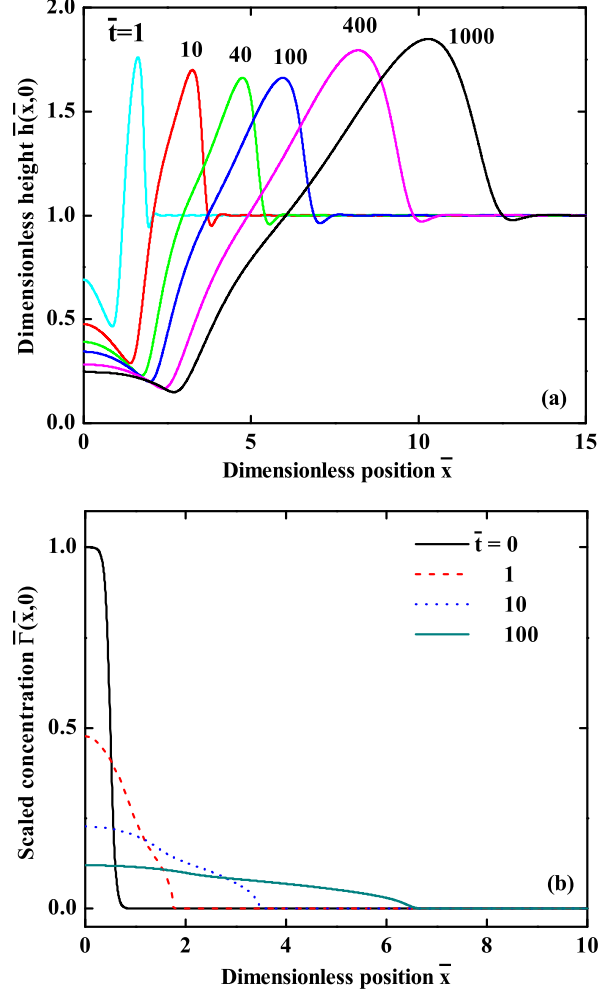 t̄=1 10 40 100 400 1000
2.0
1.5
1.0
0.5
0.0
Dimensionless height h̄(x̄,0)
(a)
0 5 10 15
Dimensionless position x̄
t̄ = 0
1
10
100
1.0
0.5
0.0
Scaled concentration Γ̄(x̄,0)
(b)
0 2 4 6 8 10
Dimensionless position x̄